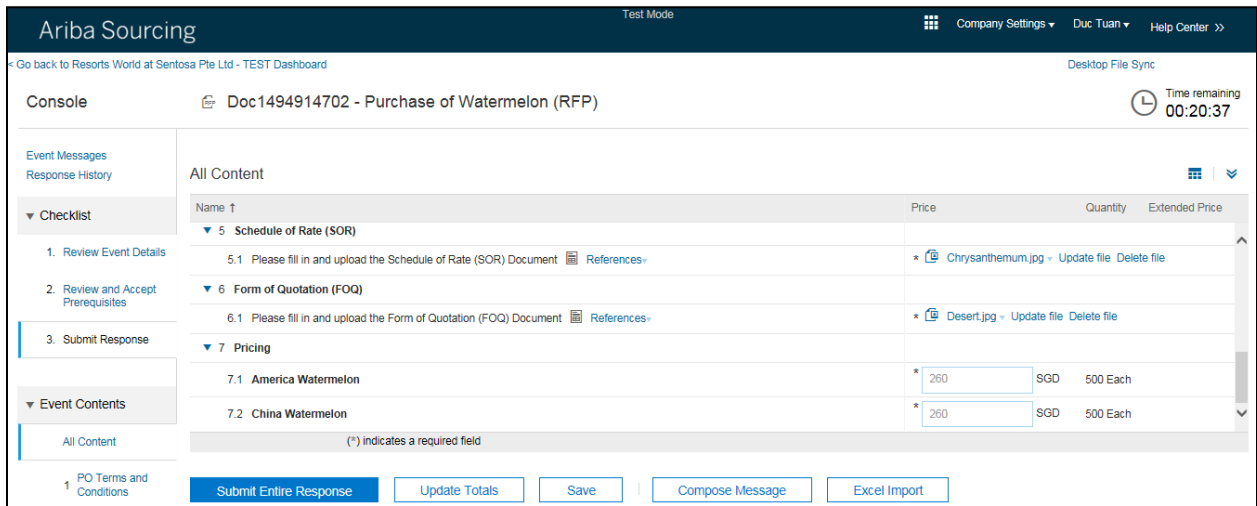 Test Mode
Ariba Sourcing
Company Settings
Duc Tuan
Help Center >>
< Go back to Resorts World at Sentosa Pte Ltd - TEST Dashboard
Desktop File Sync
Console
Doc1494914702 - Purchase of Watermelon (RFP)
Time remaining
00:20:37
Event Messages
Response History
▼ Checklist
1. Review Event Details
2. Review and Accept
Prerequisites
3. Submit Response
▼ Event Contents
All Content
1 PO Terms and
Conditions
All Content
Name ↑ Price Quantity Extended Price
▼ 5 Schedule of Rate (SOR)
5.1 Please fill in and upload the Schedule of Rate (SOR) Document References * Chrysanthemum.jpg Update file Delete file
▼ 6 Form of Quotation (FOQ)
6.1 Please fill in and upload the Form of Quotation (FOQ) Document References * Desert.jpg Update file Delete file
▼ 7 Pricing
7.1 America Watermelon * 260 SGD 500 Each
7.2 China Watermelon * 260 SGD 500 Each
(*) indicates a required field
Submit Entire Response Update Totals Save Compose Message Excel Import